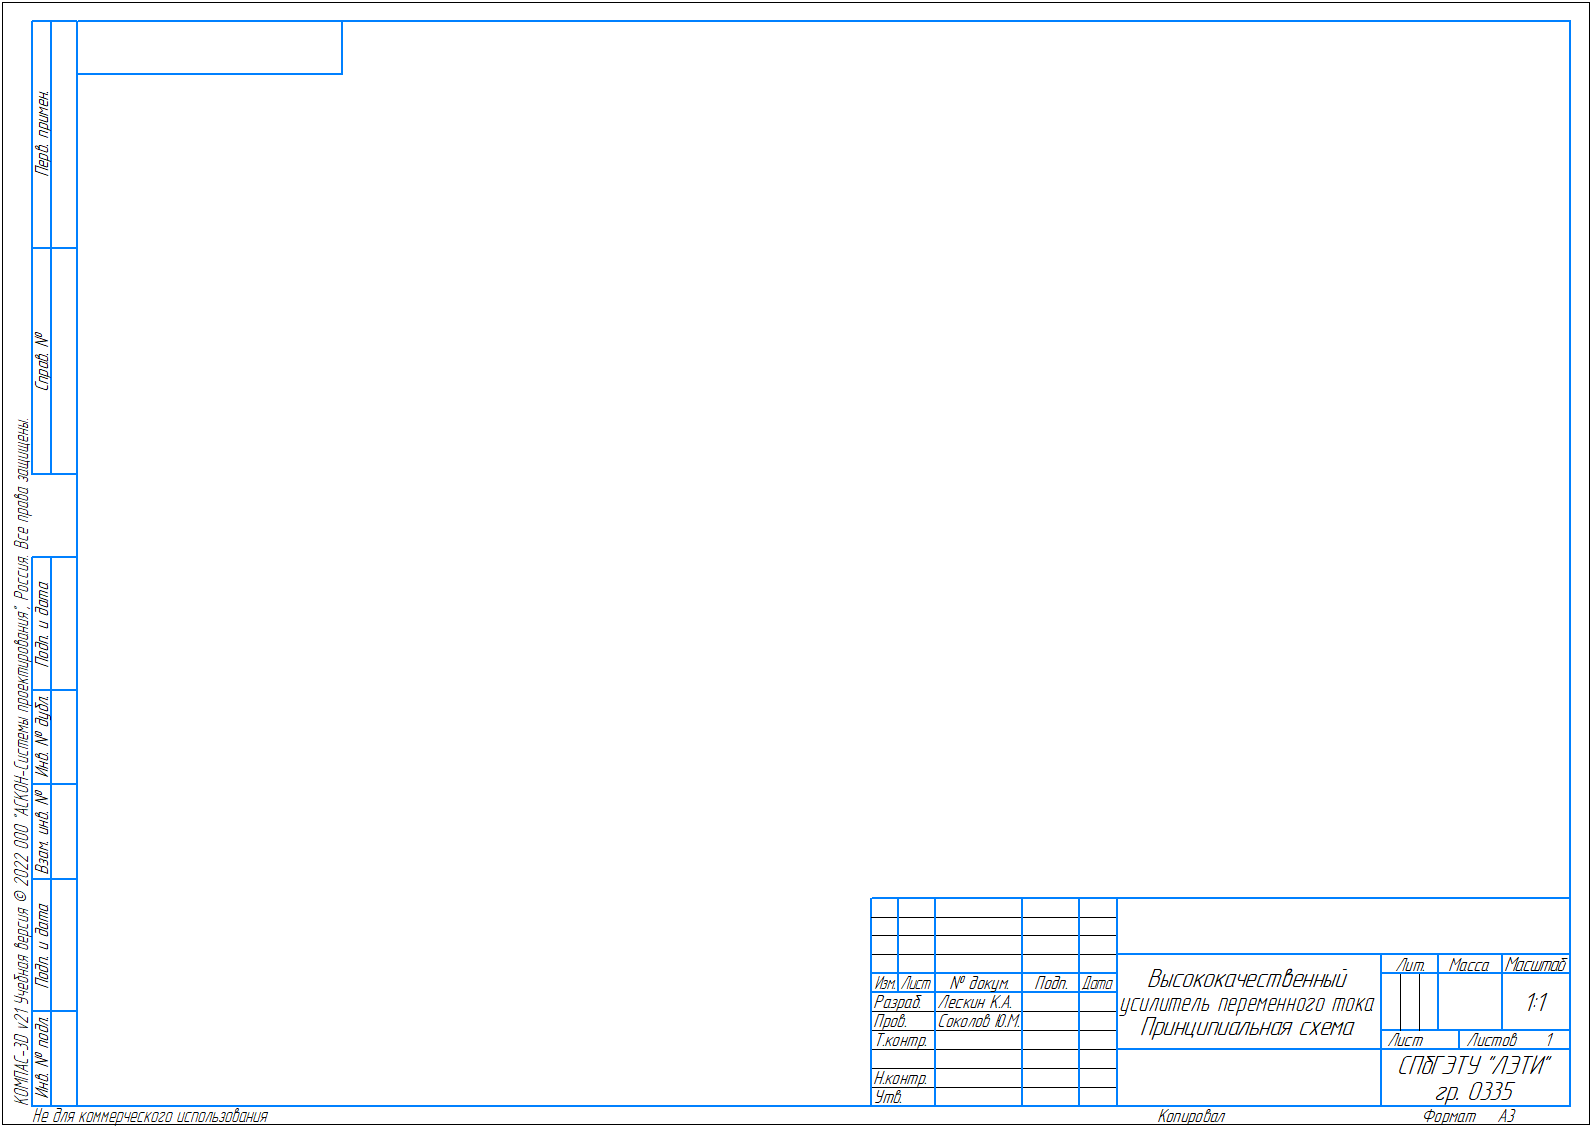 Перв. примен.
Справ. №
Подп. и дата
Инв. № дубл.
Взам. инв. №
Подп. и дата
Инв. № подл.
КОМПАС-3D v21 Учебная версия © 2022 ООО "АСКОН-Системы проектирования", Россия. Все права защищены.
Изм. Лист № докум. Подп. Дата
Разраб. Лескин К.А.
Пров. Соколов Ю.М.
Т.контр.
Н.контр.
Утв.
Высококачественный
усилитель переменного тока
Принципиальная схема
Лит. Масса Масштаб
1:1
Лист Листов 1
СПбГЭТУ "ЛЭТИ"
гр. 0335
Не для коммерческого использования
Копировал
Формат А3